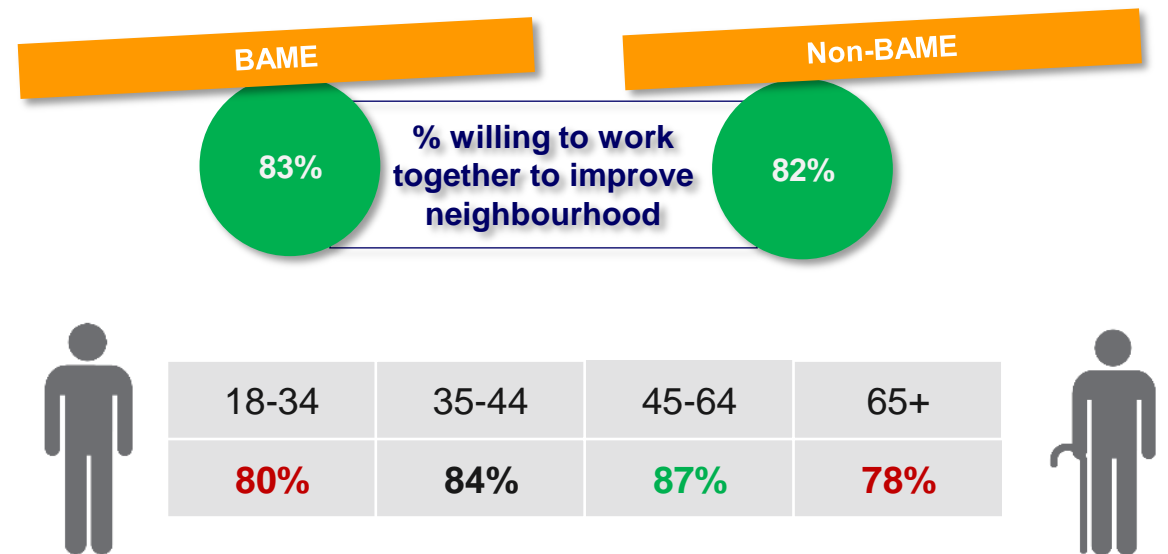 BAME
Non-BAME
83%
% willing to work
together to improve
neighbourhood
82%
18-34 35-44 45-64 65+
80% 84% 87% 78%